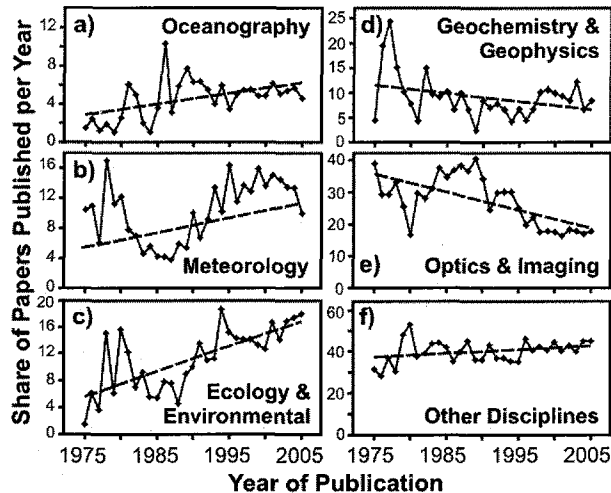 Share of Papers Published per Year
a) Oceanography
12
8
4
0
b)
16
12
8
4
0
Meteorology
c)
20
16
12
8
4
0
Ecology &
Environmental
d) Geochemistry &
Geophysics
25
20
15
10
5
0
40
30
20
10
0
e) Optics & Imaging
f)
60
40
20
0
Other Disciplines
1975 1985 1995 2005
1975 1985 1995 2005
Year of Publication